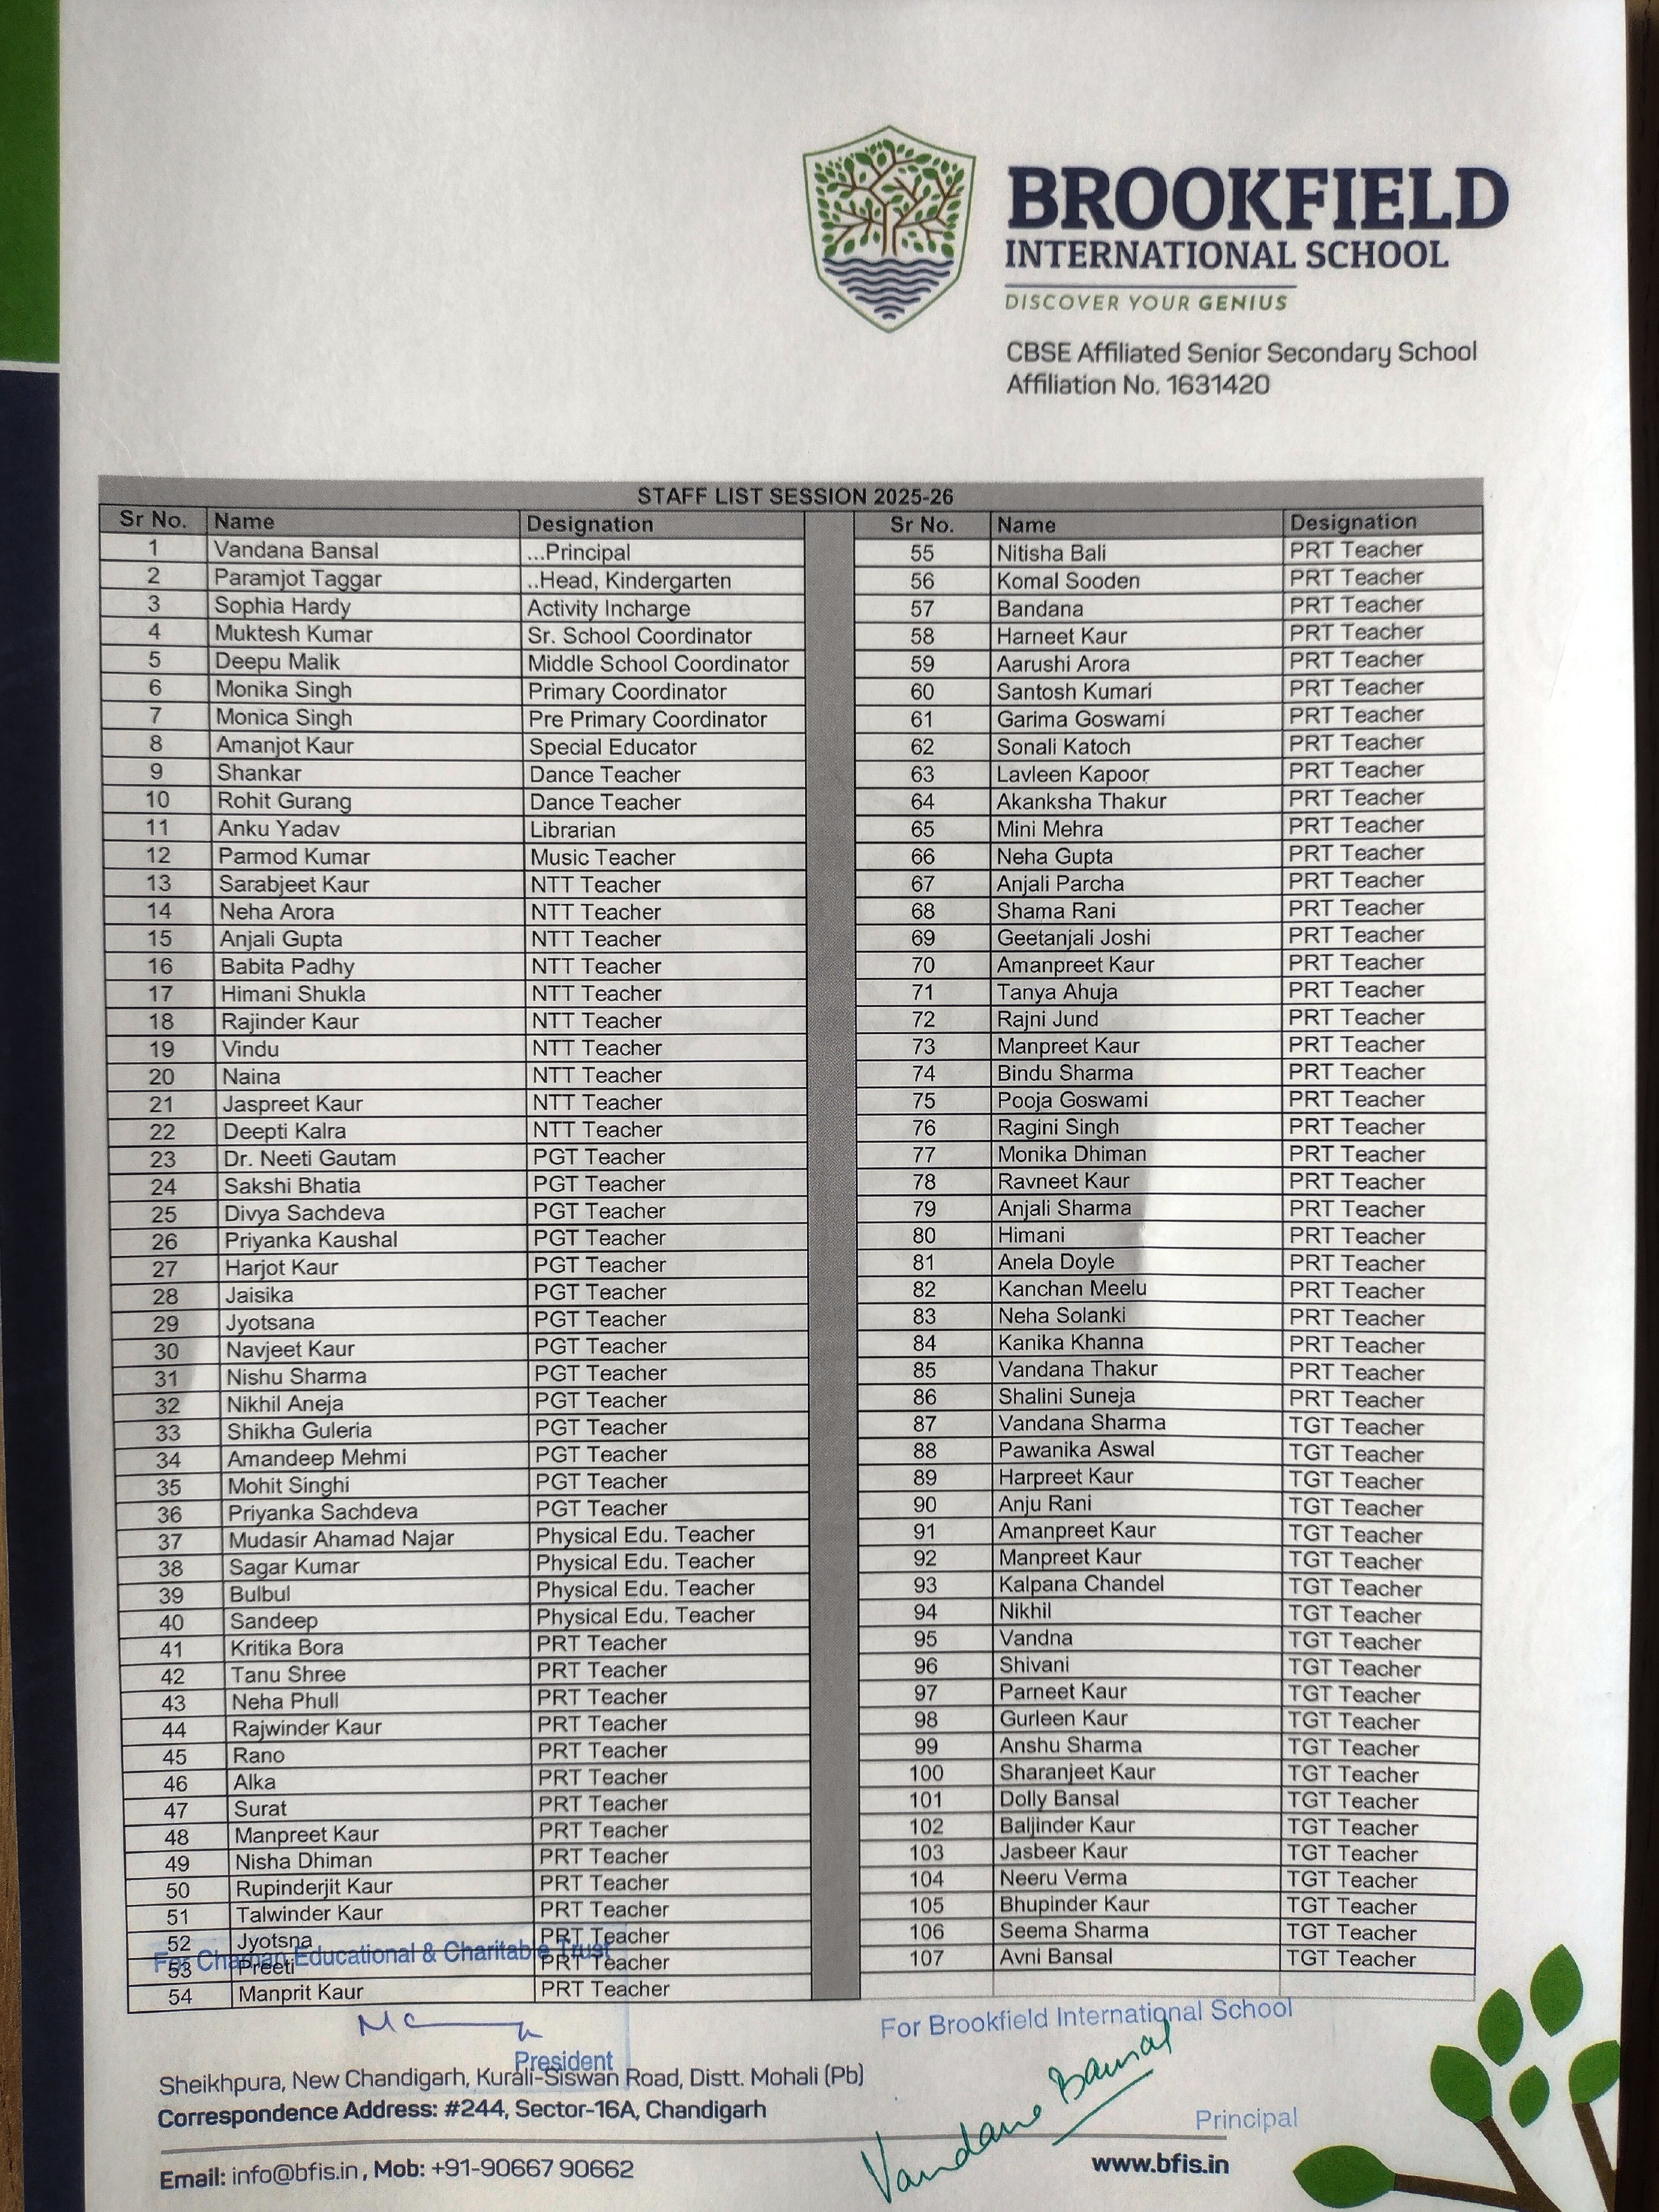 BROOKFIELD
INTERNATIONAL SCHOOL
DISCOVER YOUR GENIUS
CBSE Affiliated Senior Secondary School
Affiliation No. 1631420
STAFF LIST SESSION 2025-26
Sr No. Name Designation Sr No. Name Designation
1 Vandana Bansal ...Principal 55 Nitisha Bali PRT Teacher
2 Paramjot Taggar ..Head, Kindergarten 56 Komal Sooden PRT Teacher
3 Sophia Hardy Activity Incharge 57 Bandana PRT Teacher
4 Muktesh Kumar Sr. School Coordinator 58 Harneet Kaur PRT Teacher
5 Deepu Malik Middle School Coordinator 59 Aarushi Arora PRT Teacher
6 Monika Singh Primary Coordinator 60 Santosh Kumari PRT Teacher
7 Monica Singh Pre Primary Coordinator 61 Garima Goswami PRT Teacher
8 Amanjot Kaur Special Educator 62 Sonali Katoch PRT Teacher
9 Shankar Dance Teacher 63 Lavleen Kapoor PRT Teacher
10 Rohit Gurang Dance Teacher 64 Akanksha Thakur PRT Teacher
11 Anku Yadav Librarian 65 Mini Mehra PRT Teacher
12 Parmod Kumar Music Teacher 66 Neha Gupta PRT Teacher
13 Sarabjeet Kaur NTT Teacher 67 Anjali Parcha PRT Teacher
14 Neha Arora NTT Teacher 68 Shama Rani PRT Teacher
15 Anjali Gupta NTT Teacher 69 Geetanjali Joshi PRT Teacher
16 Babita Padhy NTT Teacher 70 Amanpreet Kaur PRT Teacher
17 Himani Shukla NTT Teacher 71 Tanya Ahuja PRT Teacher
18 Rajinder Kaur NTT Teacher 72 Rajni Jund PRT Teacher
19 Vindu NTT Teacher 73 Manpreet Kaur PRT Teacher
20 Naina NTT Teacher 74 Bindu Sharma PRT Teacher
21 Jaspreet Kaur NTT Teacher 75 Pooja Goswami PRT Teacher
22 Deepti Kalra NTT Teacher 76 Ragini Singh PRT Teacher
23 Dr. Neeti Gautam PGT Teacher 77 Monika Dhiman PRT Teacher
24 Sakshi Bhatia PGT Teacher 78 Ravneet Kaur PRT Teacher
25 Divya Sachdeva PGT Teacher 79 Anjali Sharma PRT Teacher
26 Priyanka Kaushal PGT Teacher 80 Himani PRT Teacher
27 Harjot Kaur PGT Teacher 81 Anela Doyle PRT Teacher
28 Jaisika PGT Teacher 82 Kanchan Meelu PRT Teacher
29 Jyotsana PGT Teacher 83 Neha Solanki PRT Teacher
30 Navjeet Kaur PGT Teacher 84 Kanika Khanna PRT Teacher
31 Nishu Sharma PGT Teacher 85 Vandana Thakur PRT Teacher
32 Nikhil Aneja PGT Teacher 86 Shalini Suneja PRT Teacher
33 Shikha Guleria PGT Teacher 87 Vandana Sharma TGT Teacher
34 Amandeep Mehmi PGT Teacher 88 Pawanika Aswal TGT Teacher
35 Mohit Singhi PGT Teacher 89 Harpreet Kaur TGT Teacher
36 Priyanka Sachdeva PGT Teacher 90 Anju Rani TGT Teacher
37 Mudasir Ahamad Najar Physical Edu. Teacher 91 Amanpreet Kaur TGT Teacher
38 Sagar Kumar Physical Edu. Teacher 92 Manpreet Kaur TGT Teacher
39 Bulbul Physical Edu. Teacher 93 Kalpana Chandel TGT Teacher
40 Sandeep Physical Edu. Teacher 94 Nikhil TGT Teacher
41 Kritika Bora PRT Teacher 95 Vandna TGT Teacher
42 Tanu Shree PRT Teacher 96 Shivani TGT Teacher
43 Neha Phull PRT Teacher 97 Parneet Kaur TGT Teacher
44 Rajwinder Kaur PRT Teacher 98 Gurleen Kaur TGT Teacher
45 Rano PRT Teacher 99 Anshu Sharma TGT Teacher
46 Alka PRT Teacher 100 Sharanjeet Kaur TGT Teacher
47 Surat PRT Teacher 101 Dolly Bansal TGT Teacher
48 Manpreet Kaur PRT Teacher 102 Baljinder Kaur TGT Teacher
49 Nisha Dhiman PRT Teacher 103 Jasbeer Kaur TGT Teacher
50 Rupinderjit Kaur PRT Teacher 104 Neeru Verma TGT Teacher
51 Talwinder Kaur PRT Teacher 105 Bhupinder Kaur TGT Teacher
52 Jyotsna PRT Teacher 106 Seema Sharma TGT Teacher
For Chaman Educational & Charitable Trust
53 Preeti PRT Teacher 107 Avni Bansal TGT Teacher
54 Manprit Kaur PRT Teacher
For Brookfield International School
President
Vandana Bansal
Principal
Sheikhpura, New Chandigarh, Kurali-Siswan Road, Distt. Mohali (Pb)
Correspondence Address: #244, Sector-16A, Chandigarh
Email: info@bfis.in, Mob: +91-90667 90662
www.bfis.in